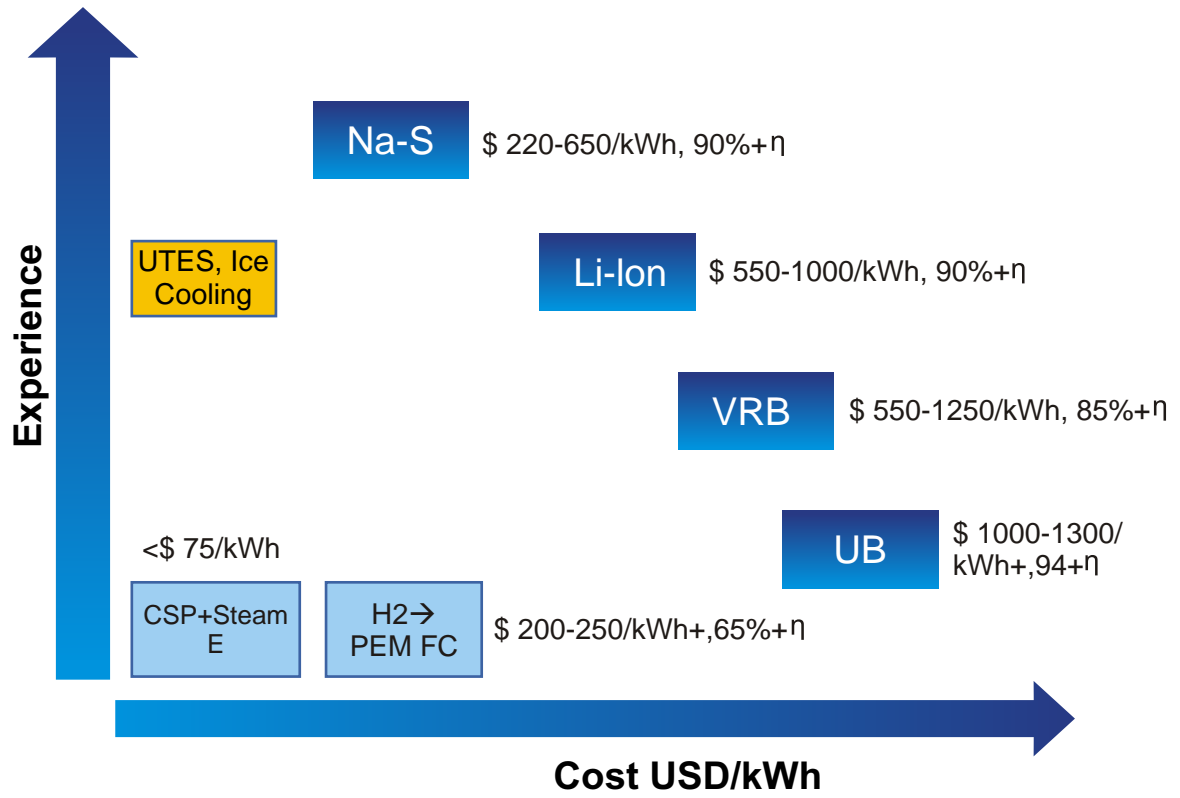 Na-S
$ 220-650/kWh, 90%+η
UTES, Ice
Cooling
Li-Ion
$ 550-1000/kWh, 90%+η
Experience
VRB
$ 550-1250/kWh, 85%+η
UB
$ 1000-1300/
kWh+,94+η
<$ 75/kWh
CSP+Steam
E
H2→
PEM FC
$ 200-250/kWh+,65%+η
Cost USD/kWh